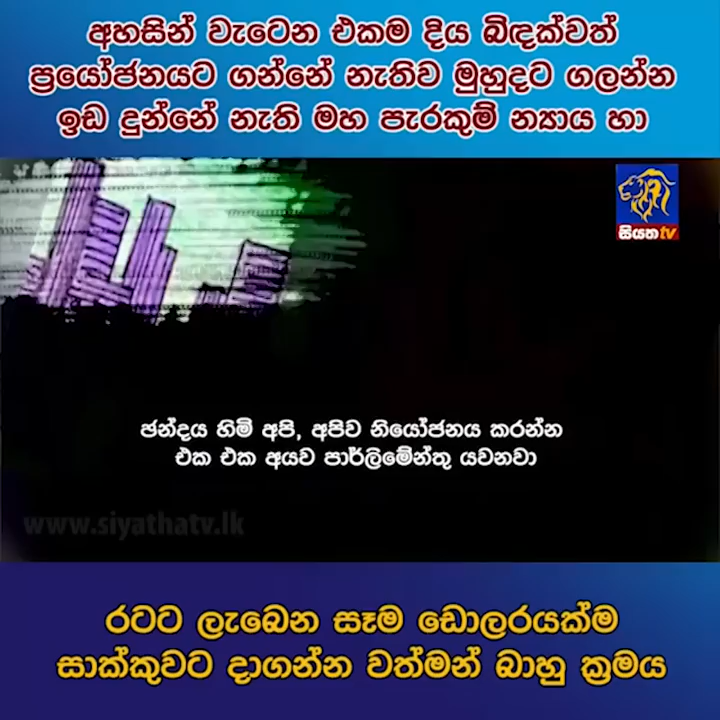 අහසින් වැටෙන එකම දිය බිඳක්වත්
ප්‍රයෝජනයට ගන්නේ නැතිව මුහුදට ගලන්න
ඉඩ දුන්නේ නැති මහ පැරකුම් න්‍යාය හා
සියත tv
ඡන්දය හිමි අපි, අපිව නියෝජනය කරන්න
එක එක අයව පාර්ලිමේන්තු යවනවා
www.siyathatv.lk
රටට ලැබෙන සෑම ඩොලරයක්ම
සාක්කුවට දාගන්න වත්මන් බාහු ක්‍රමය